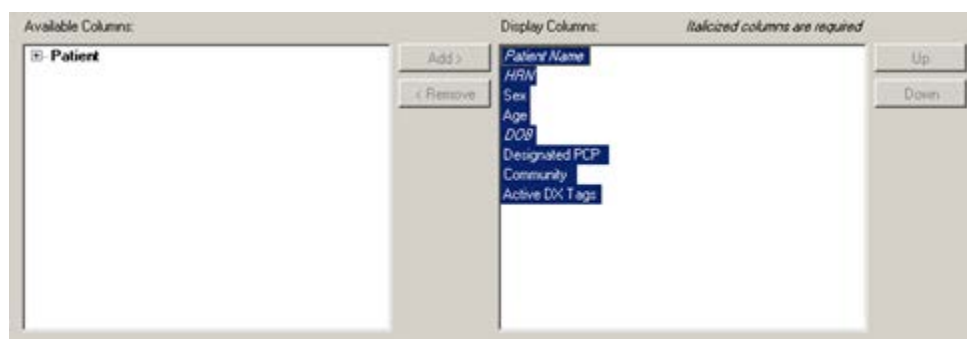 Available Columns:
Display Columns:
Italicized columns are required
Patient
Add >
< Remove
Patient Name
HRN
Sex
Age
DOB
Designated PCP
Community
Active DX Tags
Up
Down